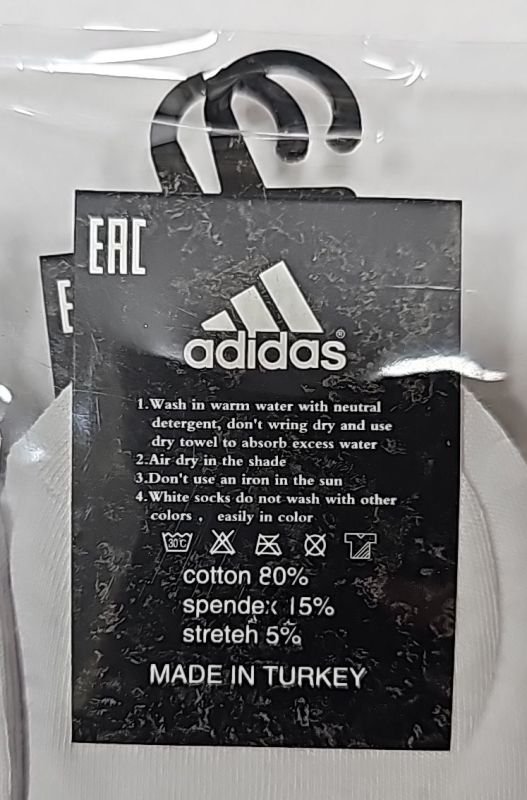 EAC
E
adidas®
1.Wash in warm water with neutral
detergent, don't wring dry and use
dry towel to absorb excess water
2.Air dry in the shade
3.Don't use an iron in the sun
4.White socks do not wash with other
colors , easily in color
30°C
cotton 80%
spendex 15%
streteh 5%
MADE IN TURKEY